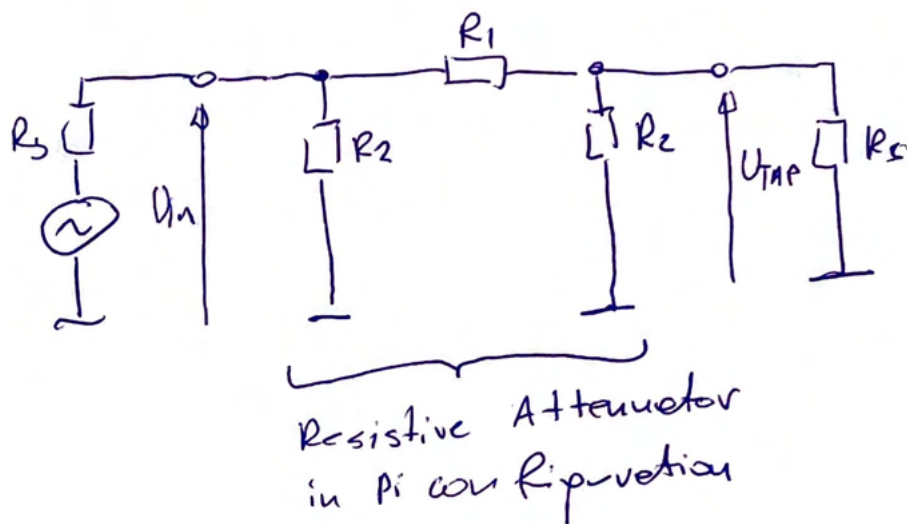 R1
Rs
R2
R2
Rs
Uin
UTAP
Resistive Attenuator
in Pi configuration